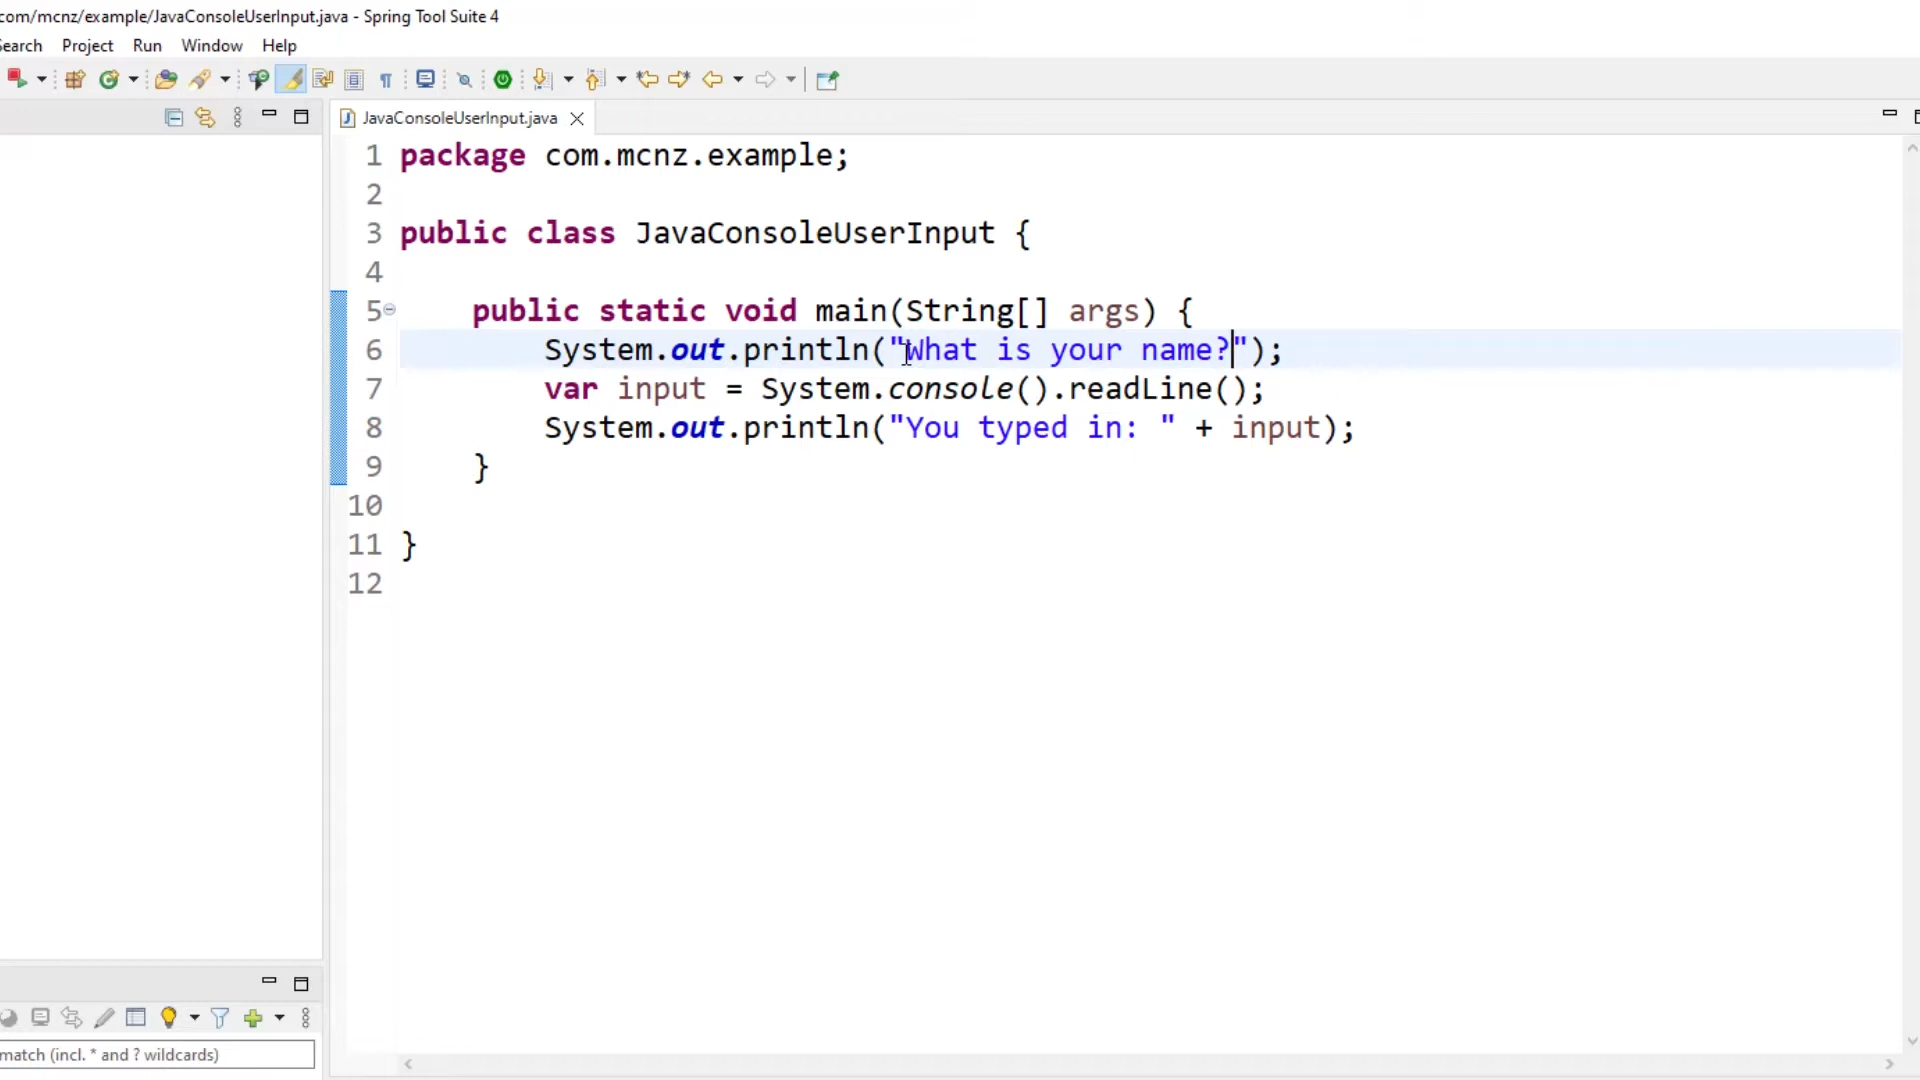 com/mcnz/example/JavaConsoleUserInput.java - Spring Tool Suite 4
Search Project Run Window Help
JavaConsoleUserInput.java
1 package com.mcnz.example;
2
3 public class JavaConsoleUserInput {
4
5 public static void main(String[] args) {
6 System.out.println("What is your name?");
7 var input = System.console().readLine();
8 System.out.println("You typed in: " + input);
9 }
10
11 }
12
match (incl. * and ? wildcards)